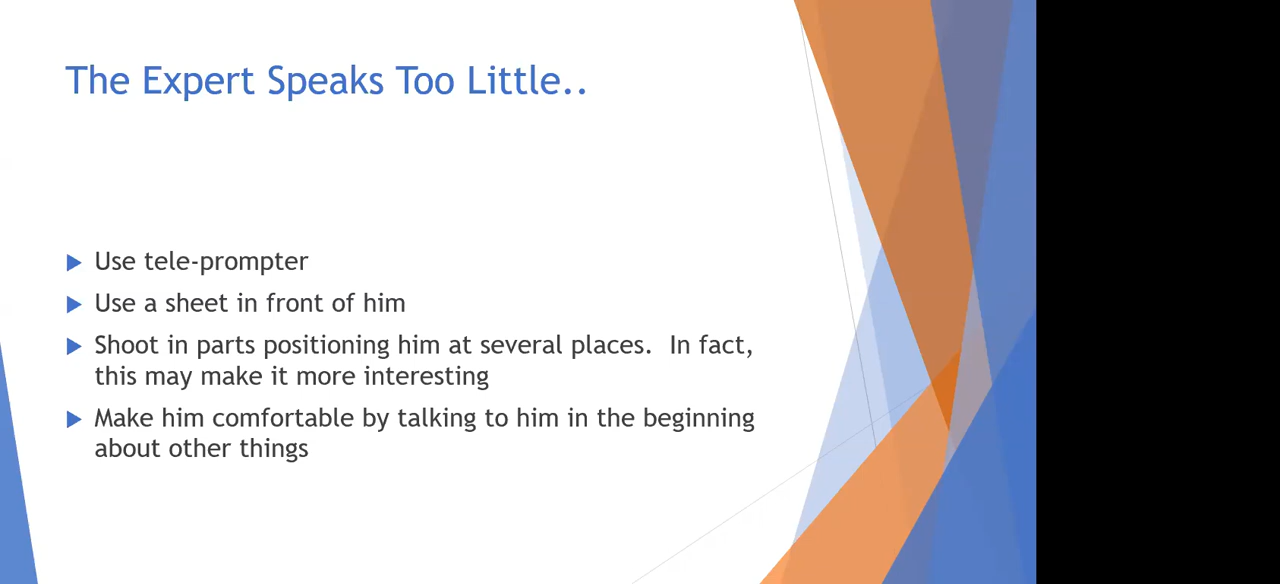 The Expert Speaks Too Little..
Use tele-prompter
Use a sheet in front of him
Shoot in parts positioning him at several places.  In fact,
this may make it more interesting
Make him comfortable by talking to him in the beginning
about other things